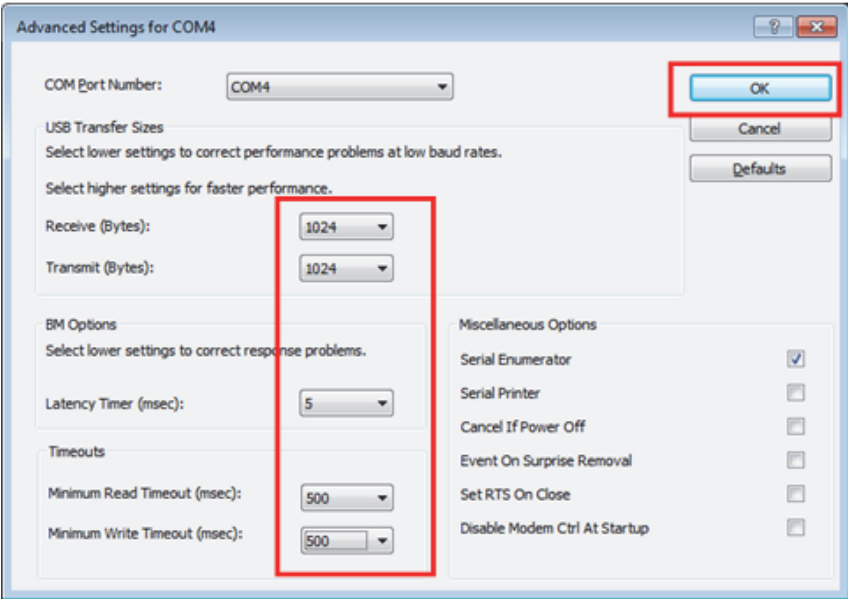 Advanced Settings for COM4
COM Port Number:
COM4
OK
USB Transfer Sizes
Cancel
Select lower settings to correct performance problems at low baud rates.
Defaults
Select higher settings for faster performance.
Receive (Bytes):
1024
Transmit (Bytes):
1024
BM Options
Select lower settings to correct response problems.
Latency Timer (msec):
5
Timeouts
Minimum Read Timeout (msec):
500
Minimum Write Timeout (msec):
500
Miscellaneous Options
Serial Enumerator
Serial Printer
Cancel If Power Off
Event On Surprise Removal
Set RTS On Close
Disable Modem Ctrl At Startup